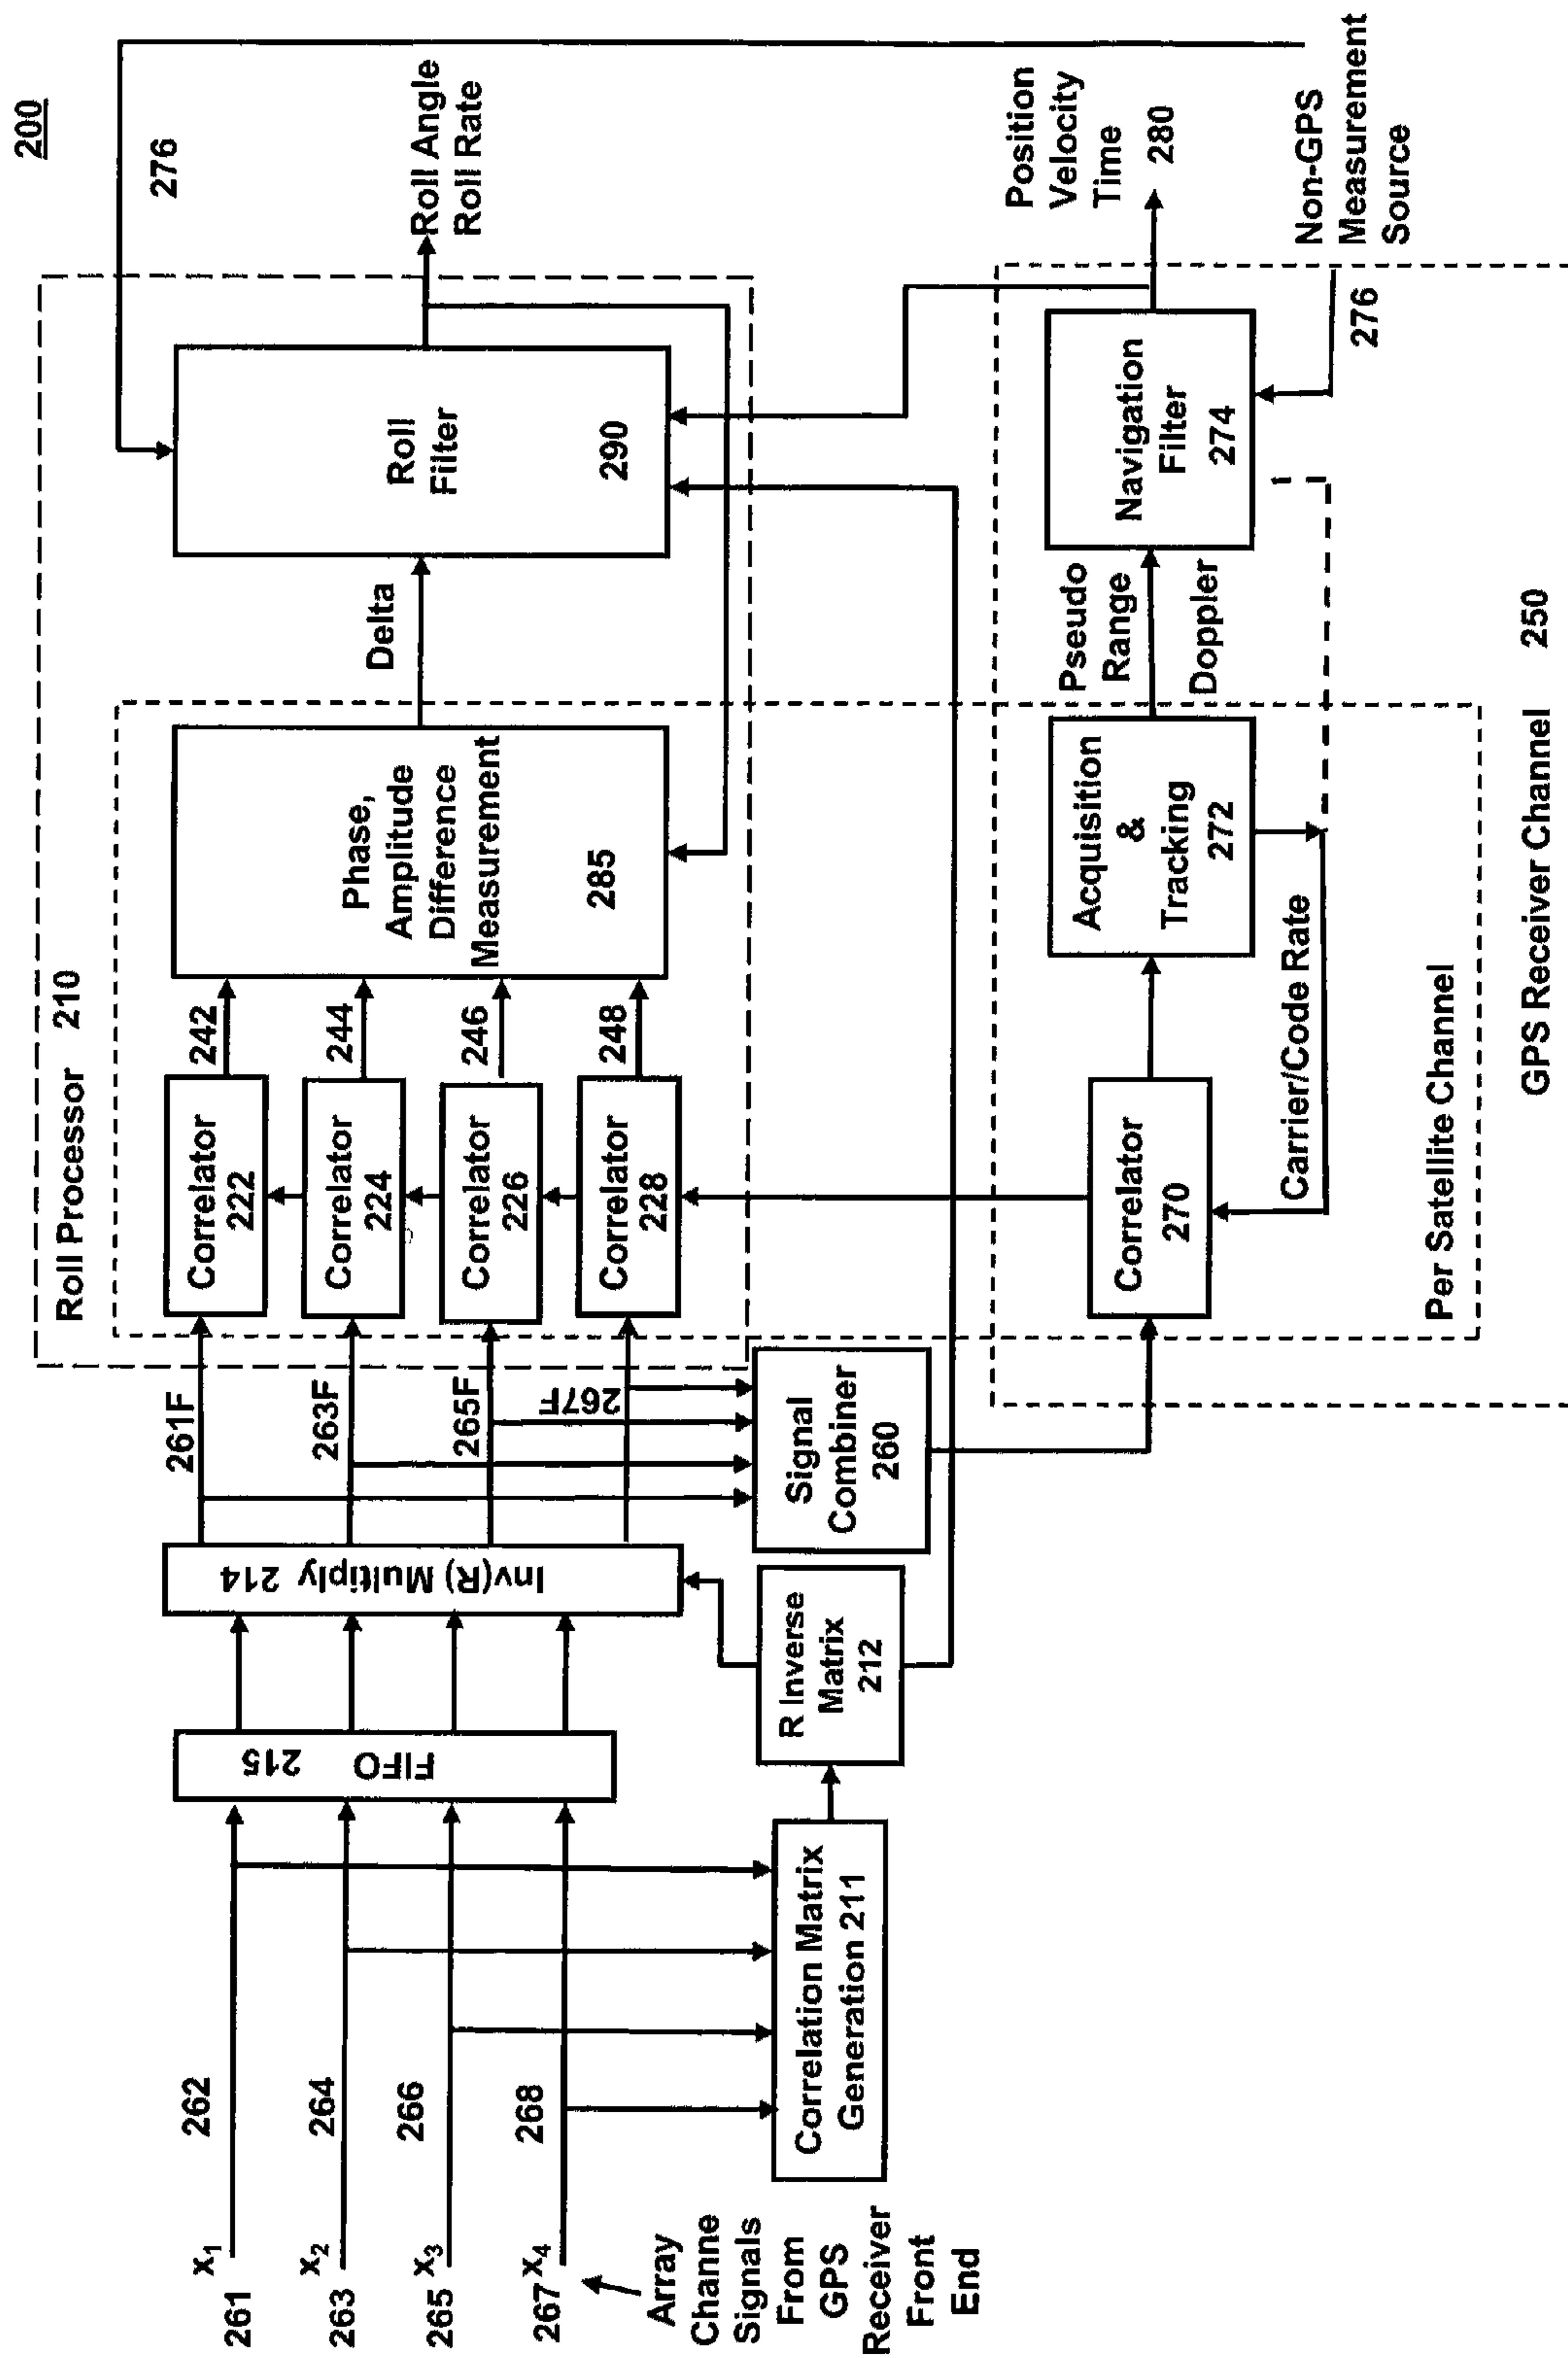 200
276
Roll Processor 210
Roll Angle
Roll Rate
Correlator
222
242
Correlator
224
244
Correlator
226
246
Correlator
228
248
Phase,
Amplitude
Difference
Measurement
285
Delta
Roll
Filter
290
261F
263F
265F
267F
x1
261
262
x2
263
264
x3
265
266
x4
267
268
FIFO 215
Inv(R) Multiply 214
Array
Channe
Signals
From
GPS
Receiver
Front
End
Correlation Matrix
Generation 211
R Inverse
Matrix
212
Signal
Combiner
260
Correlator
270
Acquisition
&
Tracking
272
Pseudo
Range
Doppler
Navigation
Filter
274
Position
Velocity
Time
280
Non-GPS
Measurement
Source
276
Carrier/Code Rate
Per Satellite Channel
GPS Receiver Channel 250